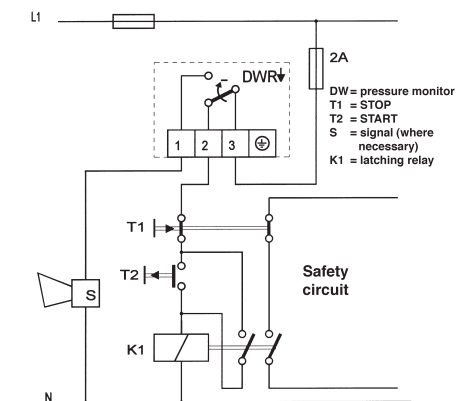 L1
2A
DWR
DW = pressure monitor
T1 = STOP
T2 = START
S = signal (where
necessary)
K1 = latching relay
1 2 3
T1
T2
Safety
circuit
S
K1
N